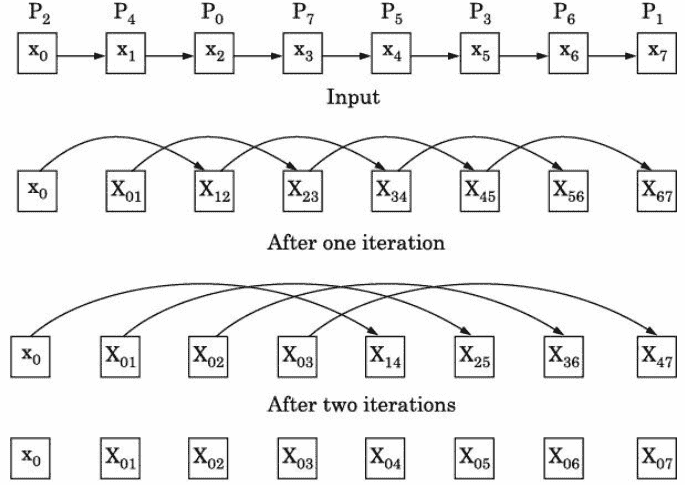 P₂ P₄ P₀ P₇ P₅ P₃ P₆ P₁
x₀ x₁ x₂ x₃ x₄ x₅ x₆ x₇
Input
x₀ X₀₁ X₁₂ X₂₃ X₃₄ X₄₅ X₅₆ X₆₇
After one iteration
x₀ X₀₁ X₀₂ X₀₃ X₁₄ X₂₅ X₃₆ X₄₇
After two iterations
x₀ X₀₁ X₀₂ X₀₃ X₀₄ X₀₅ X₀₆ X₀₇